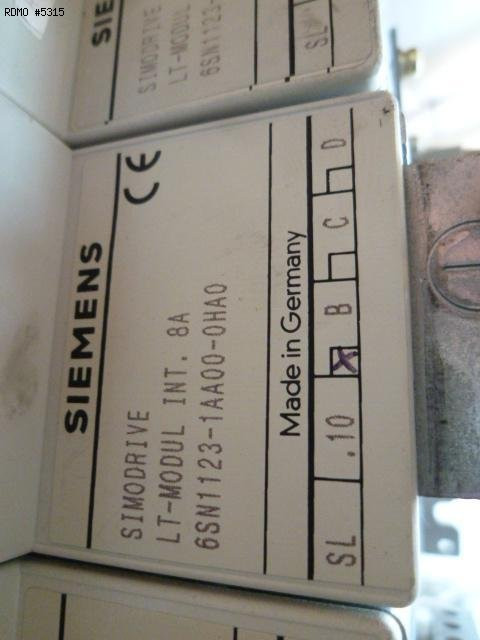 RDMO #5315
SIE
SIMODRIVE
LT-MODUL
6SN1123-
SL
SIEMENS
CE
SIMODRIVE
LT-MODUL INT. 8A
6SN1123-1AA00-0HA0
Made in Germany
SL .10 X B C D